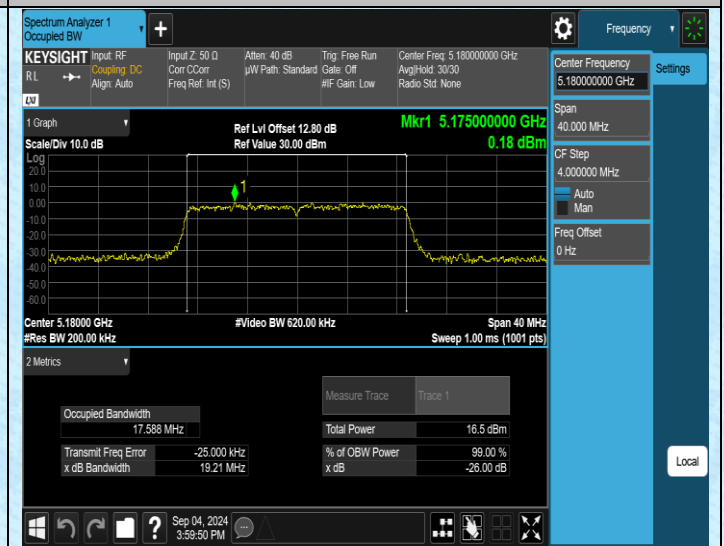 Spectrum Analyzer 1
Occupied BW
+
Frequency
KEYSIGHT
RL
LXI
Input: RF
Coupling: DC
Align: Auto
Input Z: 50 Ω
Corr CCorr
Freq Ref: Int (S)
Atten: 40 dB
µW Path: Standard
Trig: Free Run
Gate: Off
#IF Gain: Low
Center Freq: 5.180000000 GHz
Avg|Hold: 30/30
Radio Std: None
Center Frequency
5.180000000 GHz
Settings
Span
40.000 MHz
CF Step
4.000000 MHz
Auto
Man
Freq Offset
0 Hz
Local
1 Graph
Scale/Div 10.0 dB
Ref Lvl Offset 12.80 dB
Ref Value 30.00 dBm
Mkr1 5.175000000 GHz
0.18 dBm
Log
20.0
10.0
0.00
-10.0
-20.0
-30.0
-40.0
-50.0
-60.0
1
Center 5.18000 GHz
#Res BW 200.00 kHz
#Video BW 620.00 kHz
Span 40 MHz
Sweep 1.00 ms (1001 pts)
2 Metrics
Measure Trace Trace 1
Occupied Bandwidth
17.588 MHz
Total Power 16.5 dBm
Transmit Freq Error -25.000 kHz
% of OBW Power 99.00 %
x dB Bandwidth 19.21 MHz
x dB -26.00 dB
?
Sep 04, 2024
3:59:50 PM